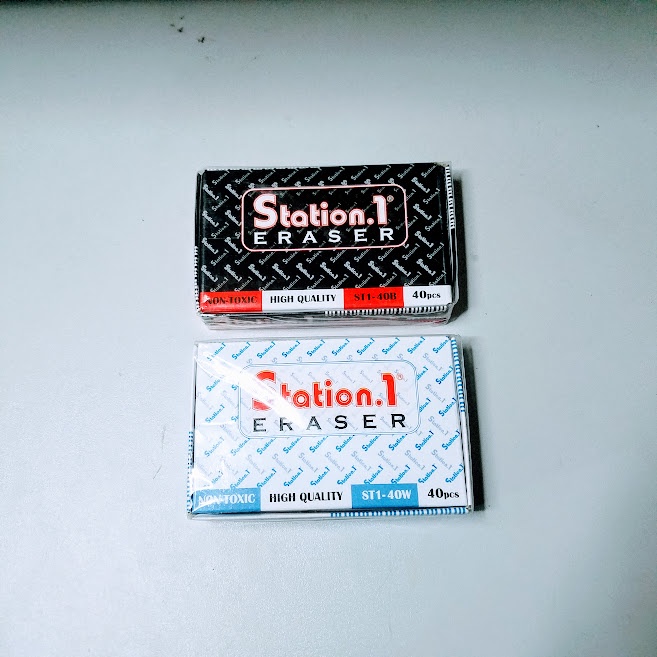 Station.1®
ERASER
NON-TOXIC HIGH QUALITY ST1-40B 40pcs
Station.1®
ERASER
NON-TOXIC HIGH QUALITY ST1-40W 40pcs